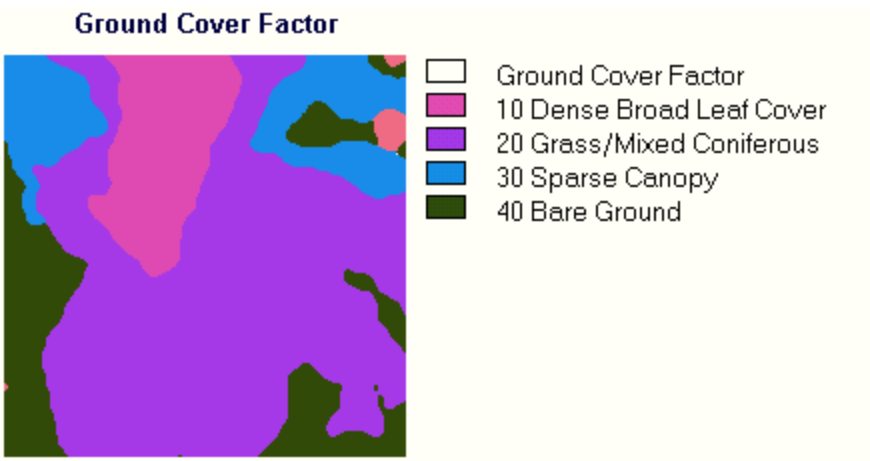 Ground Cover Factor
Ground Cover Factor
10 Dense Broad Leaf Cover
20 Grass/Mixed Coniferous
30 Sparse Canopy
40 Bare Ground